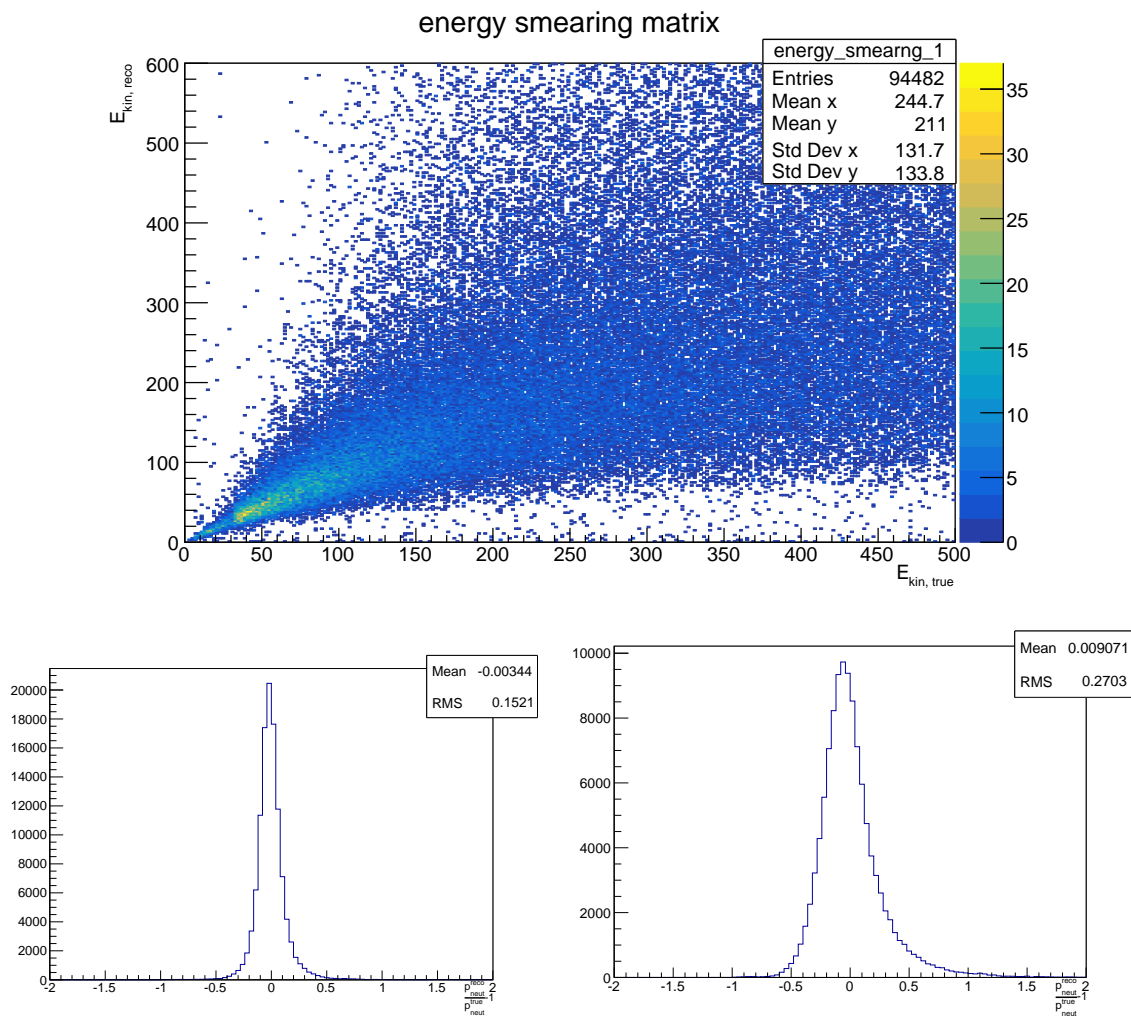 energy smearing matrix
energy_smearng_1
Entries 94482
Mean x 244.7
Mean y 211
Std Dev x 131.7
Std Dev y 133.8
E_kin, reco
600
500
400
300
200
100
0
0 50 100 150 200 250 300 350 400 450 500
E_kin, true
35
30
25
20
15
10
5
0
Mean -0.00344
RMS 0.1521
20000
18000
16000
14000
12000
10000
8000
6000
4000
2000
0
-2 -1.5 -1 -0.5 0 0.5 1 1.5 2
p_neut^reco
p_neut^true -1
Mean 0.009071
RMS 0.2703
10000
8000
6000
4000
2000
0
-2 -1.5 -1 -0.5 0 0.5 1 1.5 2
p_neut^reco
p_neut^true -1